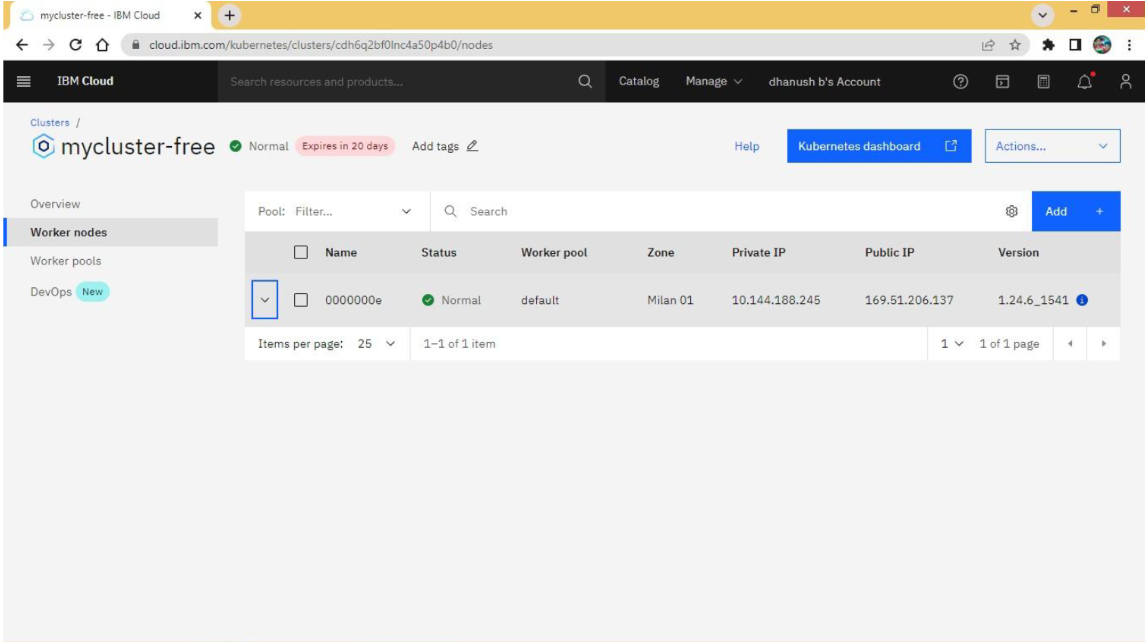 mycluster-free - IBM Cloud
cloud.ibm.com/kubernetes/clusters/cdh6q2bf0lnc4a50p4b0/nodes
IBM Cloud Search resources and products... Catalog Manage dhanush b's Account
Clusters /
mycluster-free Normal Expires in 20 days Add tags Help Kubernetes dashboard Actions...
Overview
Worker nodes
Worker pools
DevOps New
Pool: Filter... Search Add +
Name Status Worker pool Zone Private IP Public IP Version
0000000e Normal default Milan 01 10.144.188.245 169.51.206.137 1.24.6_1541
Items per page: 25 1–1 of 1 item 1 1 of 1 page